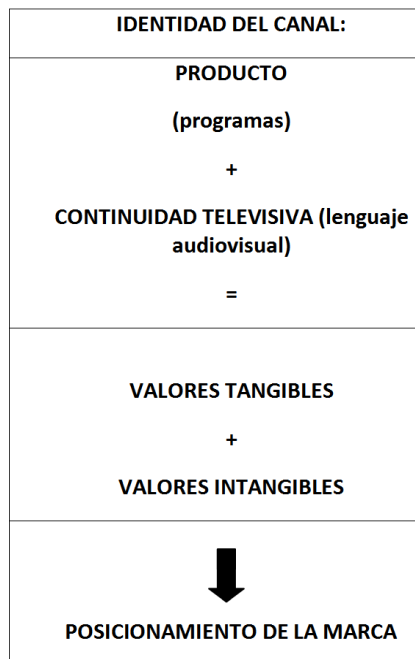 IDENTIDAD DEL CANAL:
PRODUCTO
(programas)
+
CONTINUIDAD TELEVISIVA (lenguaje
audiovisual)
=
VALORES TANGIBLES
+
VALORES INTANGIBLES
POSICIONAMIENTO DE LA MARCA